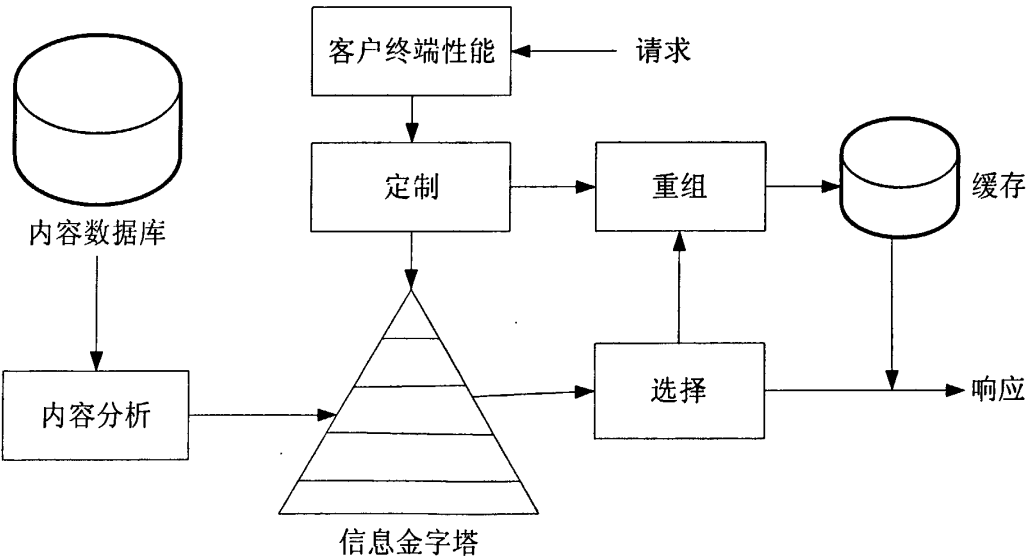 客户终端性能
请求
定制
重组
缓存
内容数据库
内容分析
选择
响应
信息金字塔